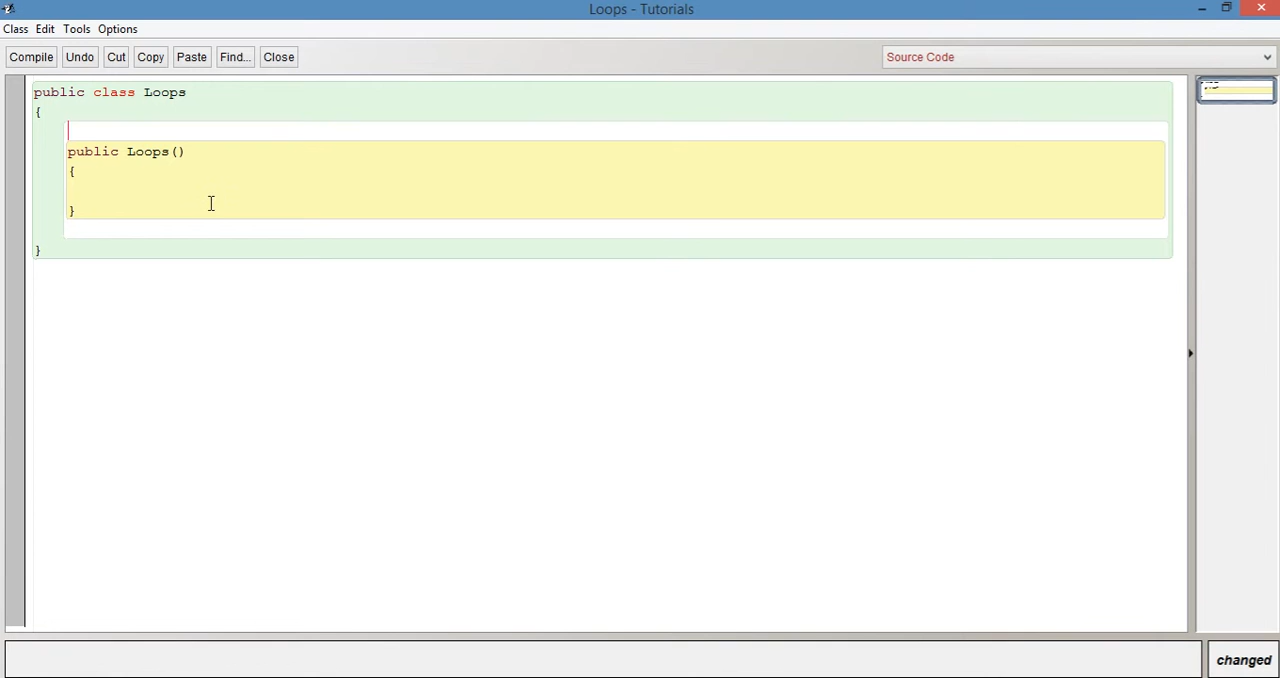 Loops - Tutorials
Class Edit Tools Options
Compile Undo Cut Copy Paste Find... Close Source Code
public class Loops
{
public Loops()
{
}
}
changed